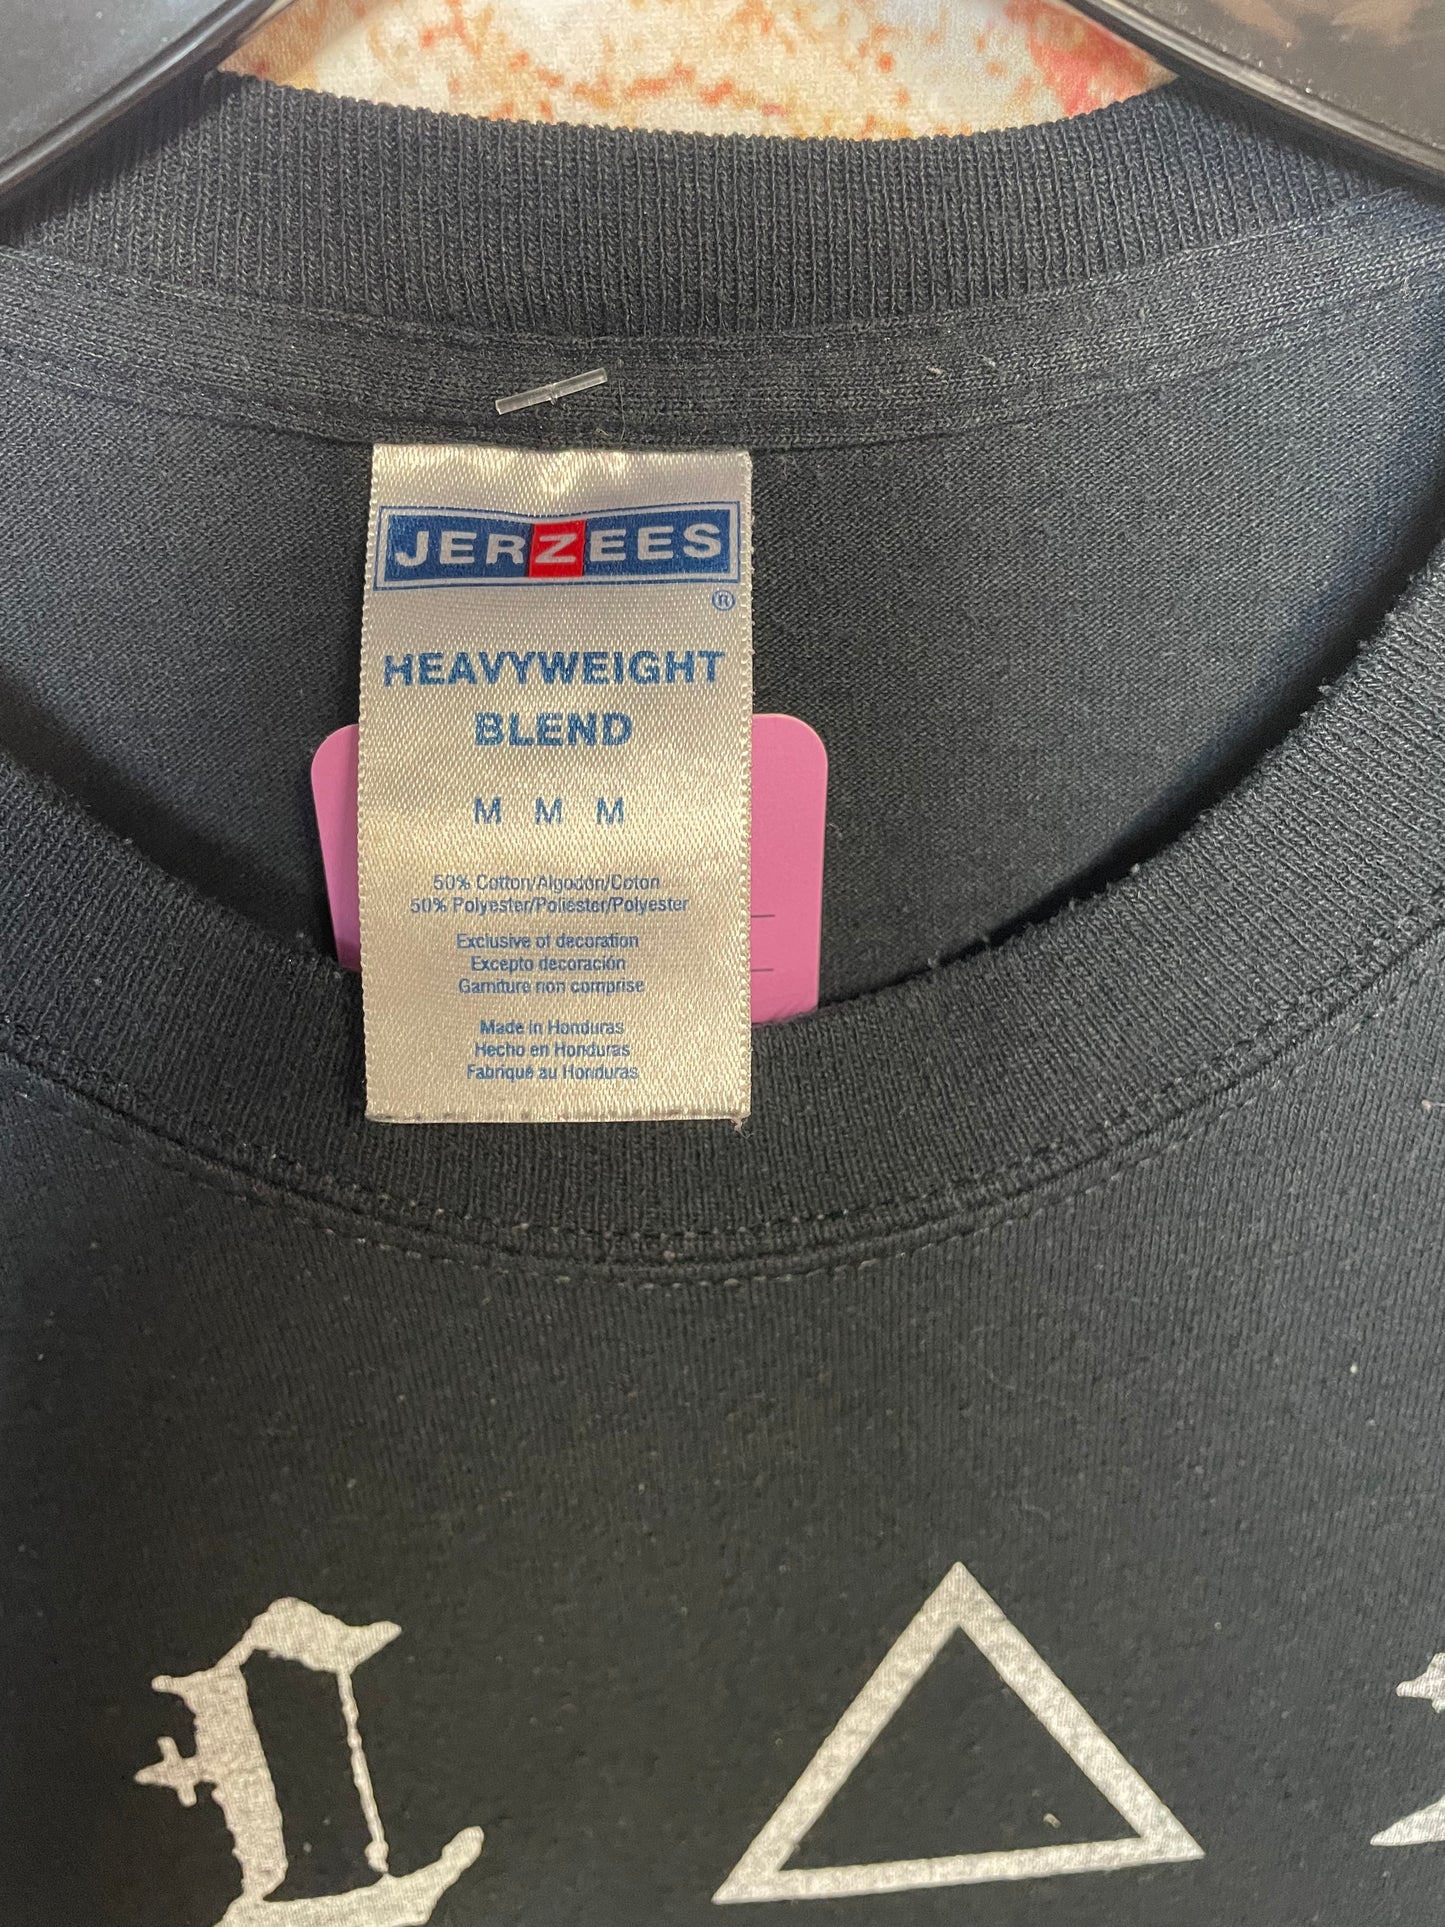 JERZEES
®
HEAVYWEIGHT
BLEND
M M M
50% Cotton/Algodón/Coton
50% Polyester/Poliéster/Polyester
Exclusive of decoration
Excepto decoración
Garniture non comprise
Made in Honduras
Hecho en Honduras
Fabriqué au Honduras